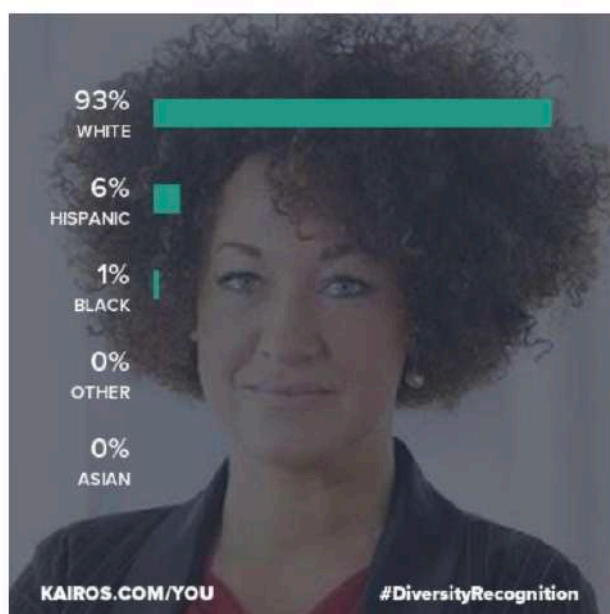 93%
WHITE
6%
HISPANIC
1%
BLACK
0%
OTHER
0%
ASIAN
KAIROS.COM/YOU #DiversityRecognition